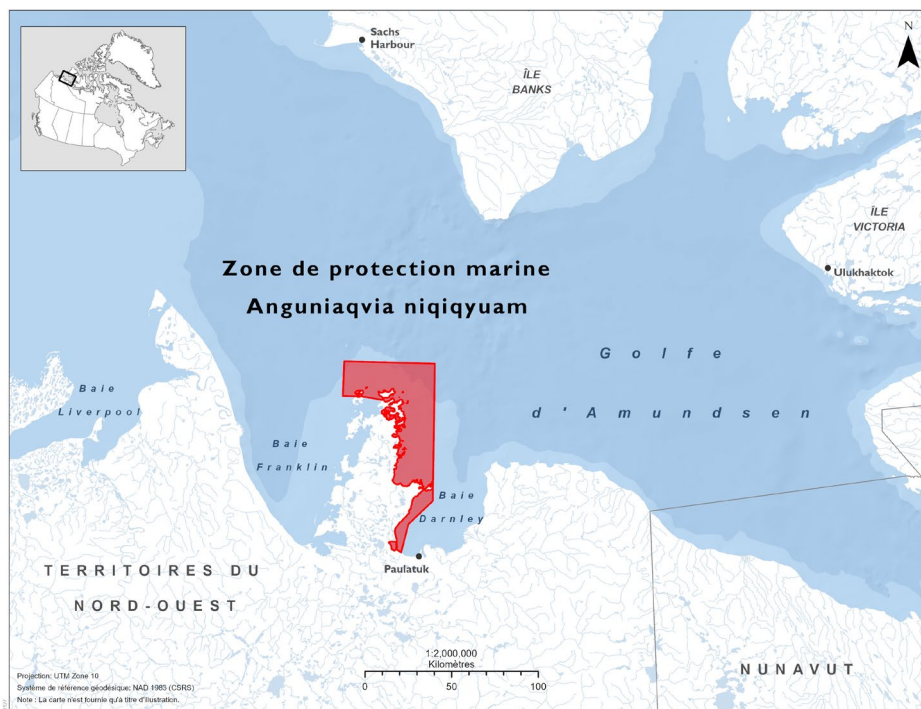 N
Sachs
Harbour
ÎLE
BANKS
ÎLE
VICTORIA
Ulukhaktok
Zone de protection marine
Anguniaqvia niqiqyuam
Golfe
d'Amundsen
Baie
Liverpool
Baie
Franklin
Baie
Darnley
Paulatuk
TERRITOIRES DU
NORD-OUEST
NUNAVUT
1:2,000,000
Kilomètres
0 50 100
Projection: UTM Zone 10
Système de référence géodésique: NAD 1983 (CSRS)
Note : La carte n'est fournie qu'à titre d'illustration.